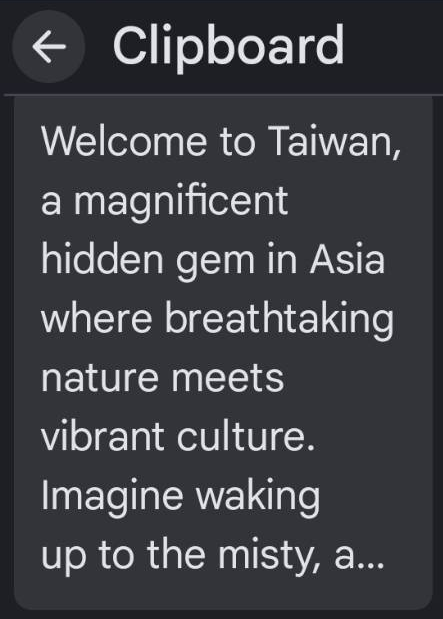 Clipboard
Welcome to Taiwan,
a magnificent
hidden gem in Asia
where breathtaking
nature meets
vibrant culture.
Imagine waking
up to the misty, a...